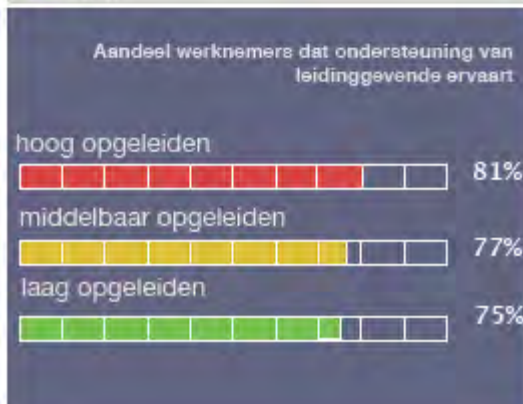 Aandeel werknemers dat ondersteuning van
leidinggevende ervaart
hoog opgeleiden
81%
middelbaar opgeleiden
77%
laag opgeleiden
75%